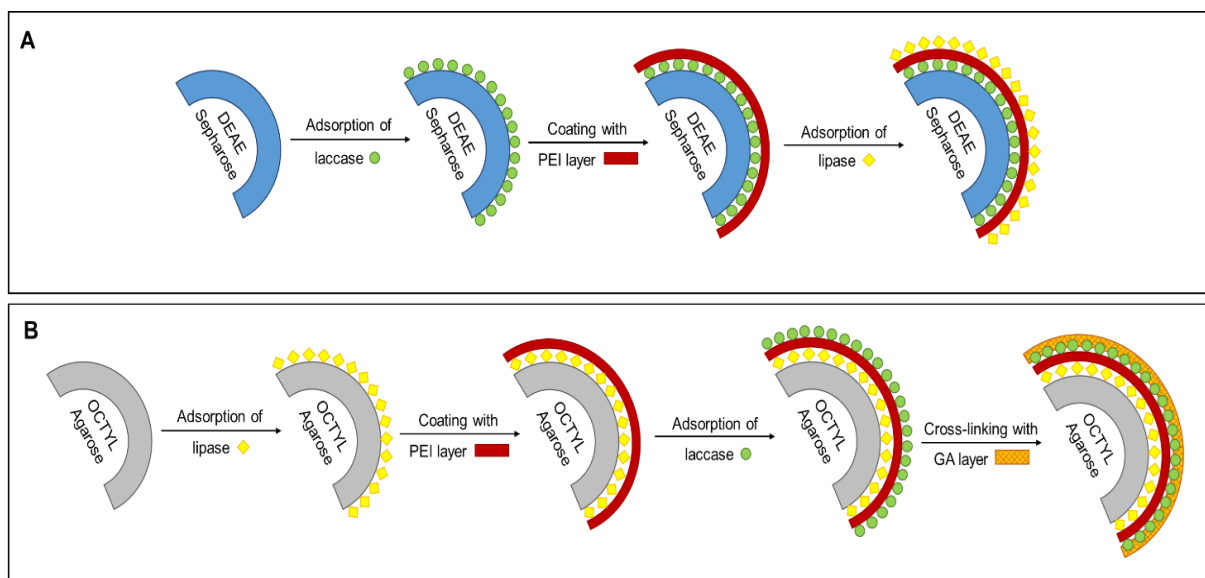 A
DEAE
Sepharose
Adsorption of
laccase
DEAE
Sepharose
Coating with
PEI layer
DEAE
Sepharose
Adsorption of
lipase
DEAE
Sepharose
B
OCTYL
Agarose
Adsorption of
lipase
OCTYL
Agarose
Coating with
PEI layer
OCTYL
Agarose
Adsorption of
laccase
OCTYL
Agarose
Cross-linking with
GA layer
OCTYL
Agarose